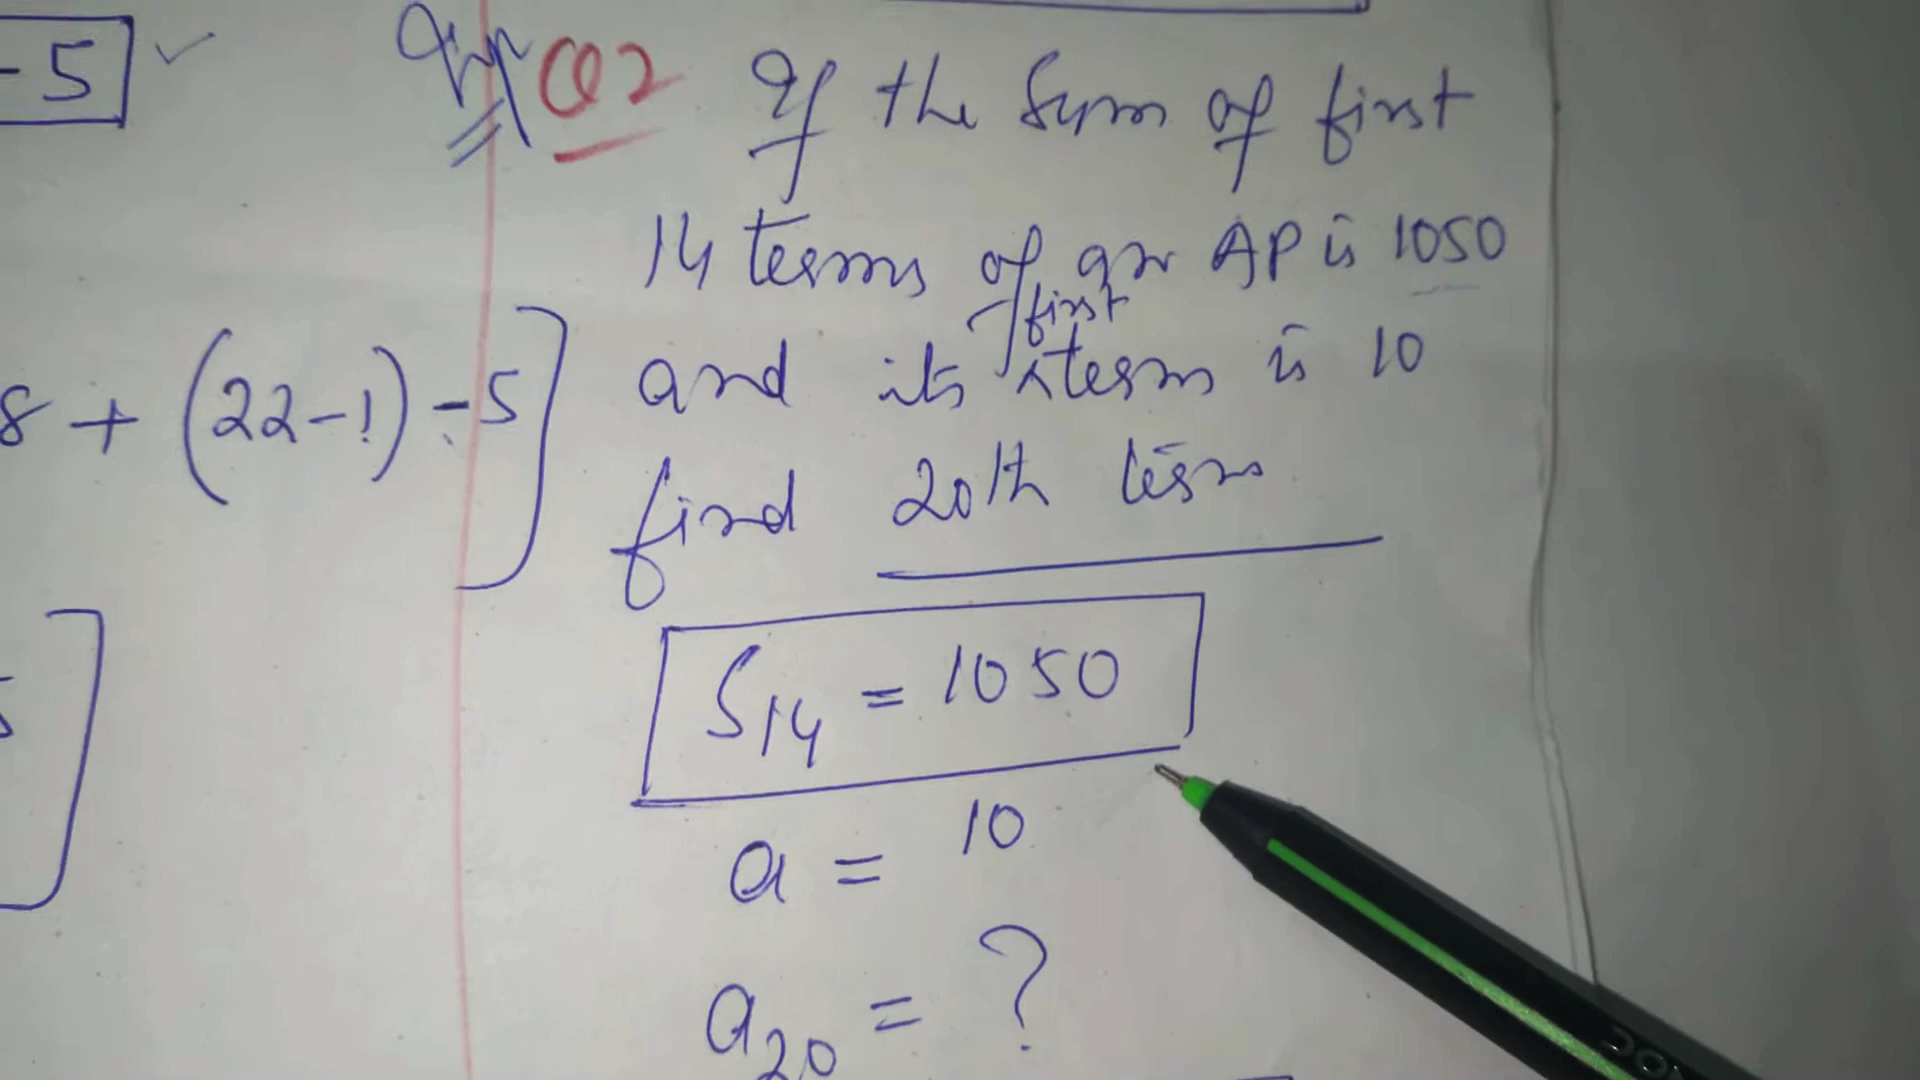 -5
Q2 If the Sum of first
14 terms of an AP is 1050
first
and its term is 10
8 + (22-1) -5]
find 20th term
S14 = 1050
a = 10
a20 = ?